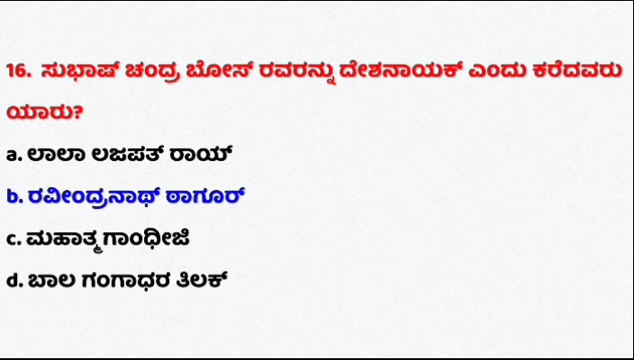 16. ಸುಭಾಷ್ ಚಂದ್ರ ಬೋಸ್ ರವರನ್ನು ದೇಶನಾಯಕ್ ಎಂದು ಕರೆದವರು
ಯಾರು?
a. ಲಾಲಾ ಲಜಪತ್ ರಾಯ್
b. ರವೀಂದ್ರನಾಥ್ ಠಾಗೂರ್
c. ಮಹಾತ್ಮ ಗಾಂಧೀಜಿ
d. ಬಾಲ ಗಂಗಾಧರ ತಿಲಕ್